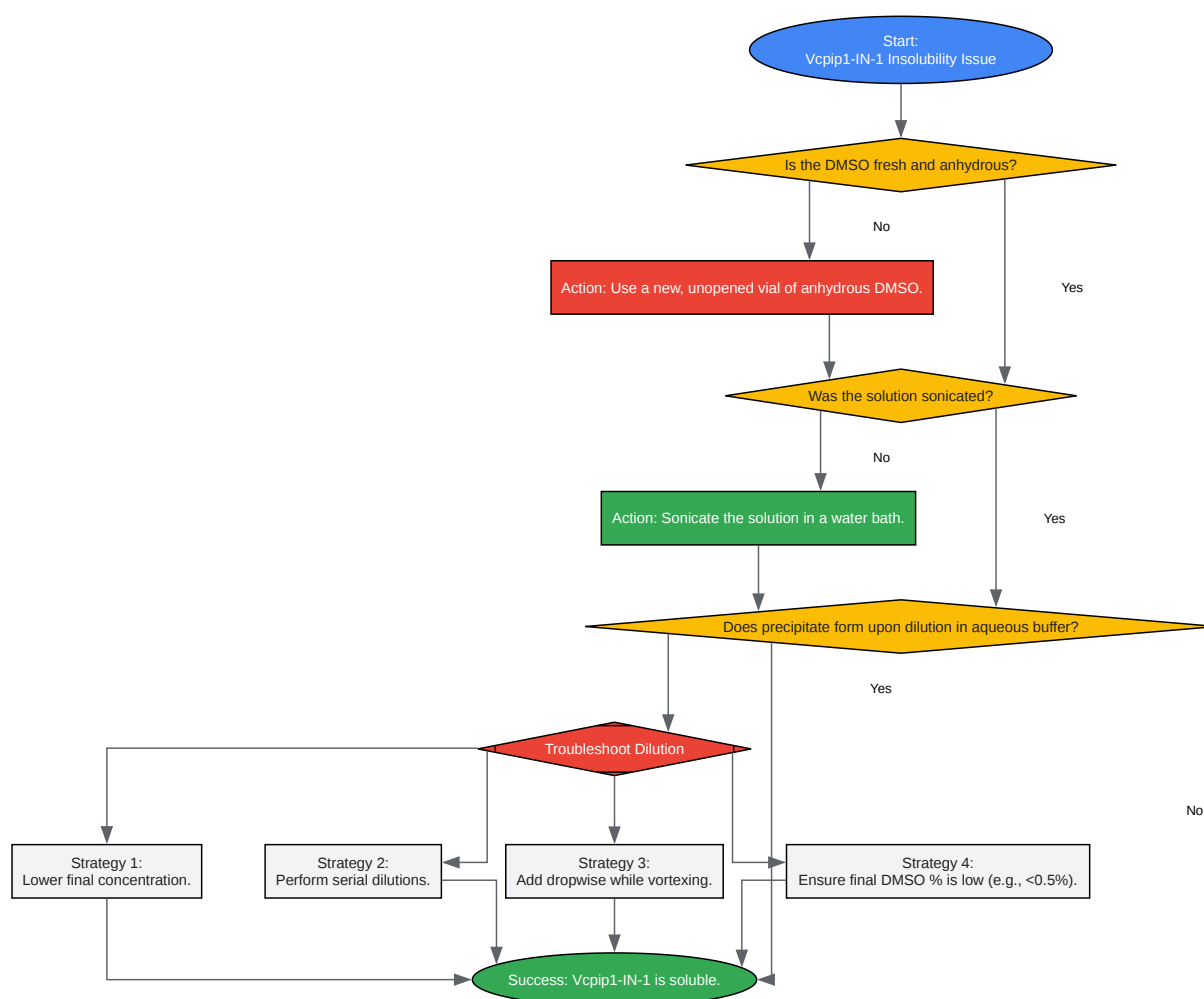 Start:
Vcpip1-IN-1 Insolubility Issue
Is the DMSO fresh and anhydrous?
No
Action: Use a new, unopened vial of anhydrous DMSO.
Yes
Was the solution sonicated?
No
Action: Sonicate the solution in a water bath.
Yes
Does precipitate form upon dilution in aqueous buffer?
Yes
Troubleshoot Dilution
No
Strategy 1:
Lower final concentration.
Strategy 2:
Perform serial dilutions.
Strategy 3:
Add dropwise while vortexing.
Strategy 4:
Ensure final DMSO % is low (e.g., <0.5%).
Success: Vcpip1-IN-1 is soluble.